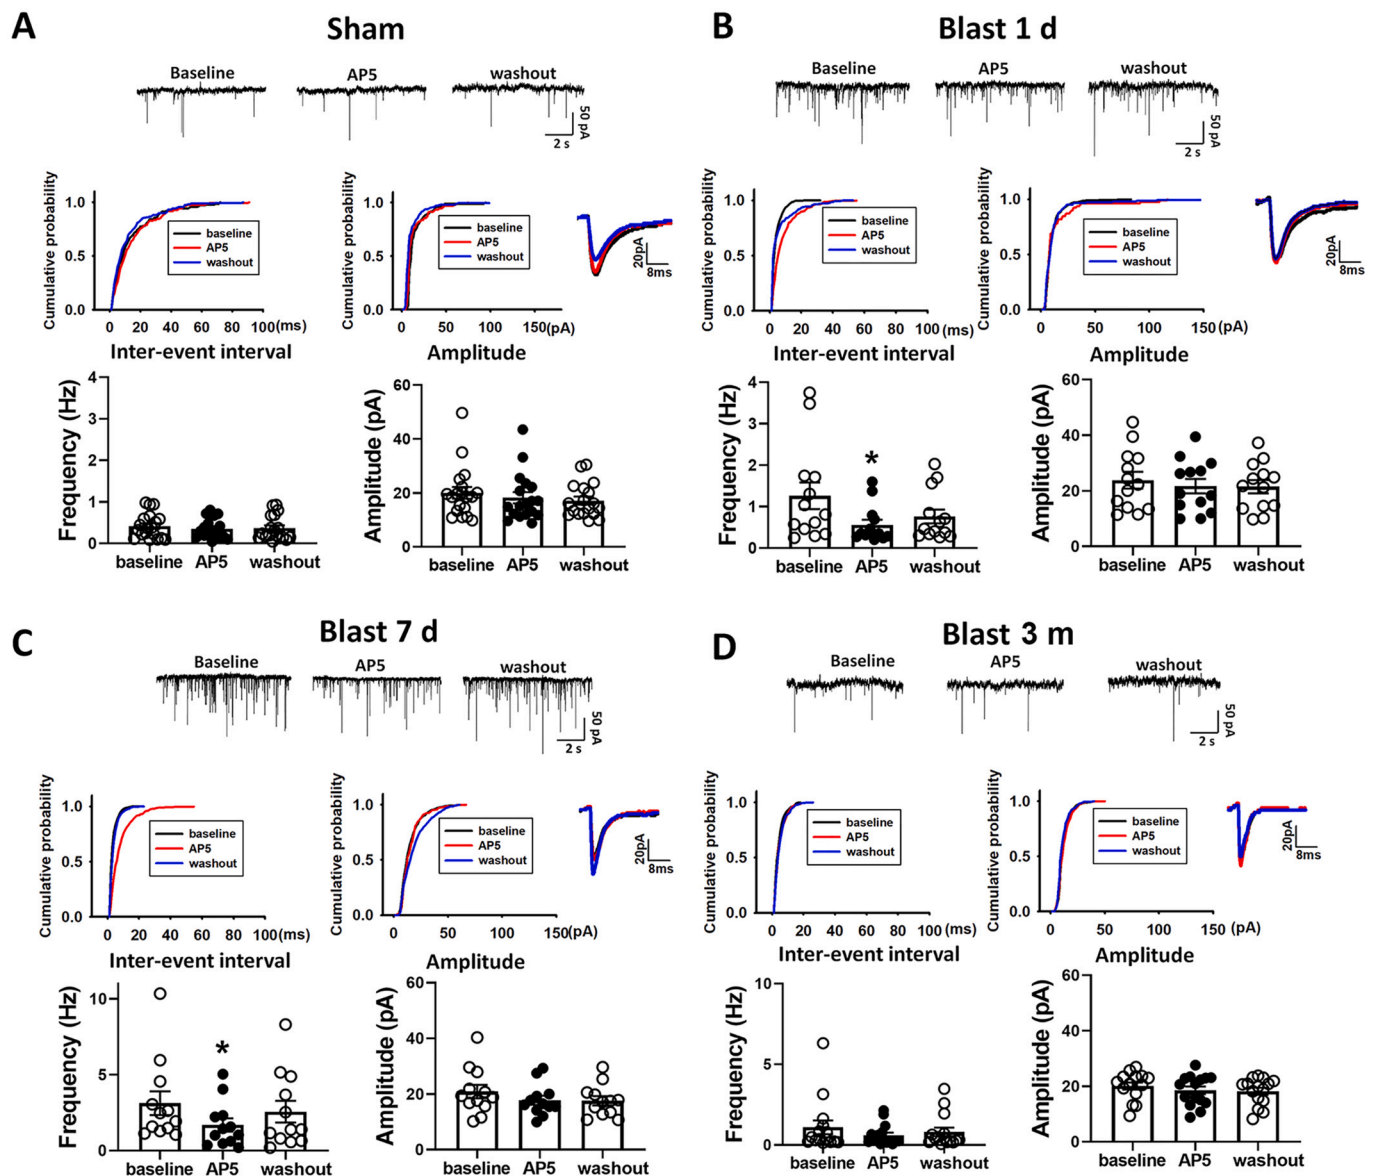 A
Sham
Baseline
AP5
washout
50 pA
2 s
Cumulative probability
1.0
0.5
0.0
baseline
AP5
washout
0 20 40 60 80 100(ms)
Inter-event interval
Cumulative probability
1.0
0.5
0.0
baseline
AP5
washout
0 50 100 150(pA)
Amplitude
20pA
8ms
Frequency (Hz)
4
3
2
1
0
baseline AP5 washout
Amplitude (pA)
60
40
20
0
baseline AP5 washout
B
Blast 1 d
Baseline
AP5
washout
50 pA
2 s
Cumulative probability
1.0
0.5
0.0
baseline
AP5
washout
0 20 40 60 80 100
(ms)
Inter-event interval
Cumulative probability
1.0
0.5
0.0
baseline
AP5
washout
0 50 100 150(pA)
Amplitude
20pA
8ms
Frequency (Hz)
4
3
2
1
0
*
baseline AP5 washout
Amplitude (pA)
60
40
20
0
baseline AP5 washout
C
Blast 7 d
Baseline
AP5
washout
50 pA
2 s
Cumulative probability
1.0
0.5
0.0
baseline
AP5
washout
0 20 40 60 80 100(ms)
Inter-event interval
Cumulative probability
1.0
0.5
0.0
baseline
AP5
washout
0 50 100 150(pA)
Amplitude
20pA
8ms
Frequency (Hz)
10
5
0
*
baseline AP5 washout
Amplitude (pA)
60
40
20
0
baseline AP5 washout
D
Blast 3 m
Baseline
AP5
washout
50 pA
2 s
Cumulative probability
1.0
0.5
0.0
baseline
AP5
washout
0 20 40 60 80 100 (ms)
Inter-event interval
Cumulative probability
1.0
0.5
0.0
baseline
AP5
washout
0 50 100 150 (pA)
Amplitude
20pA
8ms
Frequency (Hz)
10
5
0
baseline AP5 washout
Amplitude (pA)
60
40
20
0
baseline AP5 washout